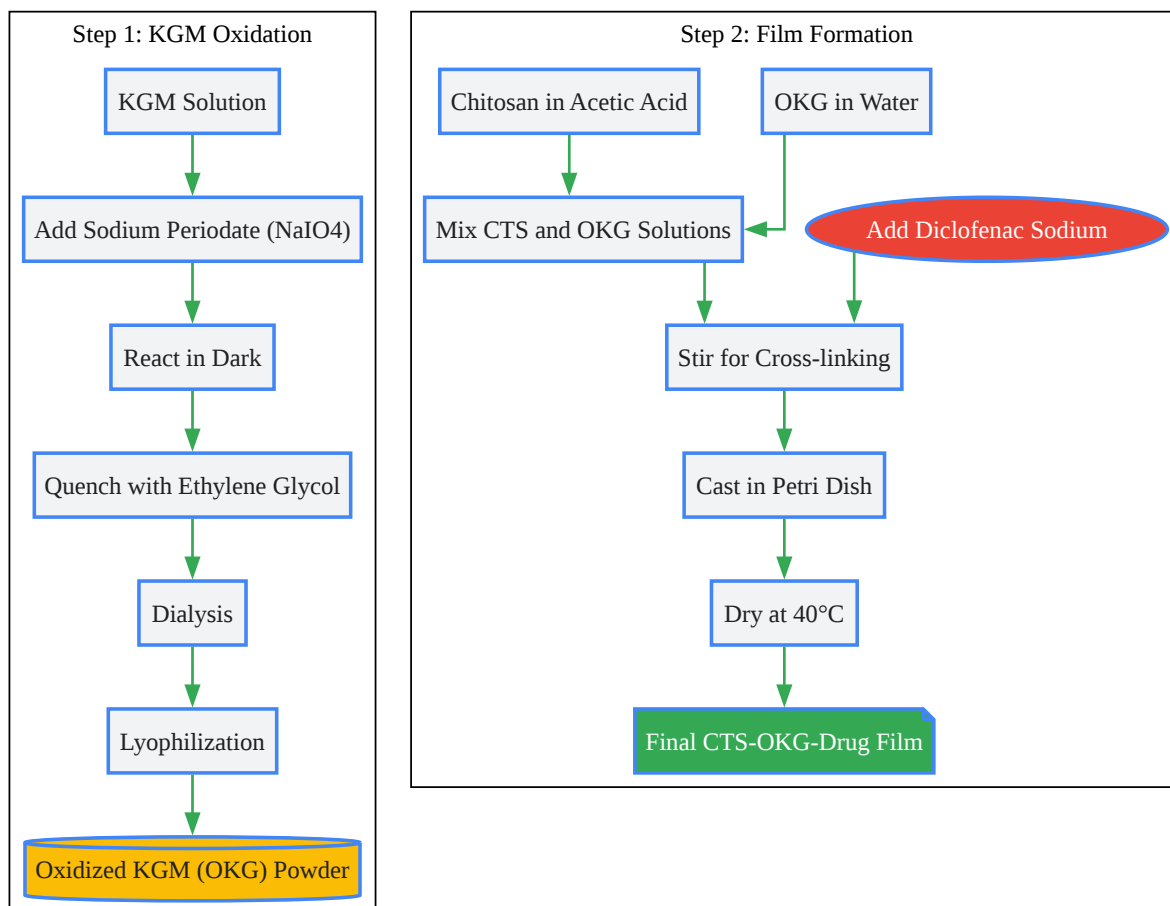 Step 1: KGM Oxidation
KGM Solution
Add Sodium Periodate (NaIO4)
React in Dark
Quench with Ethylene Glycol
Dialysis
Lyophilization
Oxidized KGM (OKG) Powder
Step 2: Film Formation
Chitosan in Acetic Acid
OKG in Water
Mix CTS and OKG Solutions
Add Diclofenac Sodium
Stir for Cross-linking
Cast in Petri Dish
Dry at 40°C
Final CTS-OKG-Drug Film